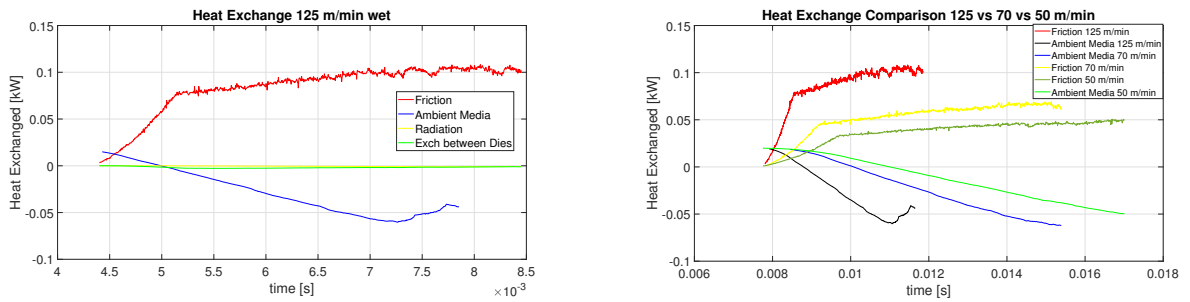 Heat Exchange 125 m/min wet
Heat Exchanged [kW]
0.15
0.1
0.05
0
-0.05
-0.1
Friction
Ambient Media
Radiation
Exch between Dies
4
4.5
5
5.5
6
6.5
7
7.5
8
8.5
time [s]
×10⁻³
Heat Exchange Comparison 125 vs 70 vs 50 m/min
Heat Exchanged [kW]
0.15
0.1
0.05
0
-0.05
-0.1
Friction 125 m/min
Ambient Media 125 m/min
Ambient Media 70 m/min
Friction 70 m/min
Friction 50 m/min
Ambient Media 50 m/min
0.006
0.008
0.01
0.012
0.014
0.016
0.018
time [s]